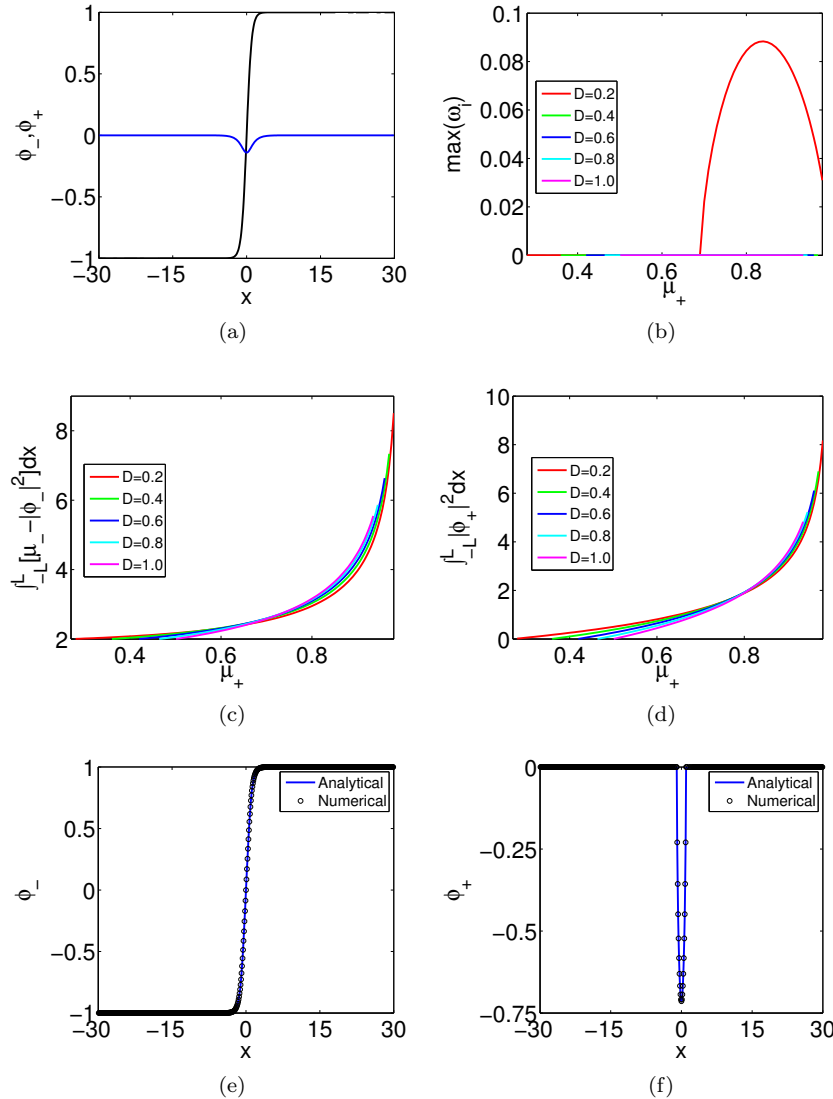 1
0.5
0
−0.5
−1
−30
−15
0
15
30
x
ϕ_-,ϕ_+
(a)
0.1
0.08
0.06
0.04
0.02
0
0.4
0.6
0.8
μ_+
max(ω_i)
D=0.2
D=0.4
D=0.6
D=0.8
D=1.0
(b)
8
6
4
2
0.4
0.6
0.8
μ_+
∫_{-L}^{L}[μ_-−|ϕ_-|^2]dx
D=0.2
D=0.4
D=0.6
D=0.8
D=1.0
(c)
10
8
6
4
2
0
0.4
0.6
0.8
μ_+
∫_{-L}^{L}|ϕ_+|^2dx
D=0.2
D=0.4
D=0.6
D=0.8
D=1.0
(d)
1
0.5
0
−0.5
−1
−30
−15
0
15
30
x
ϕ_-
Analytical
Numerical
(e)
0
−0.25
−0.5
−0.75
−30
−15
0
15
30
x
ϕ_+
Analytical
Numerical
(f)